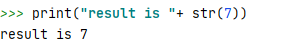 >>> print("result is "+ str(7))
result is 7